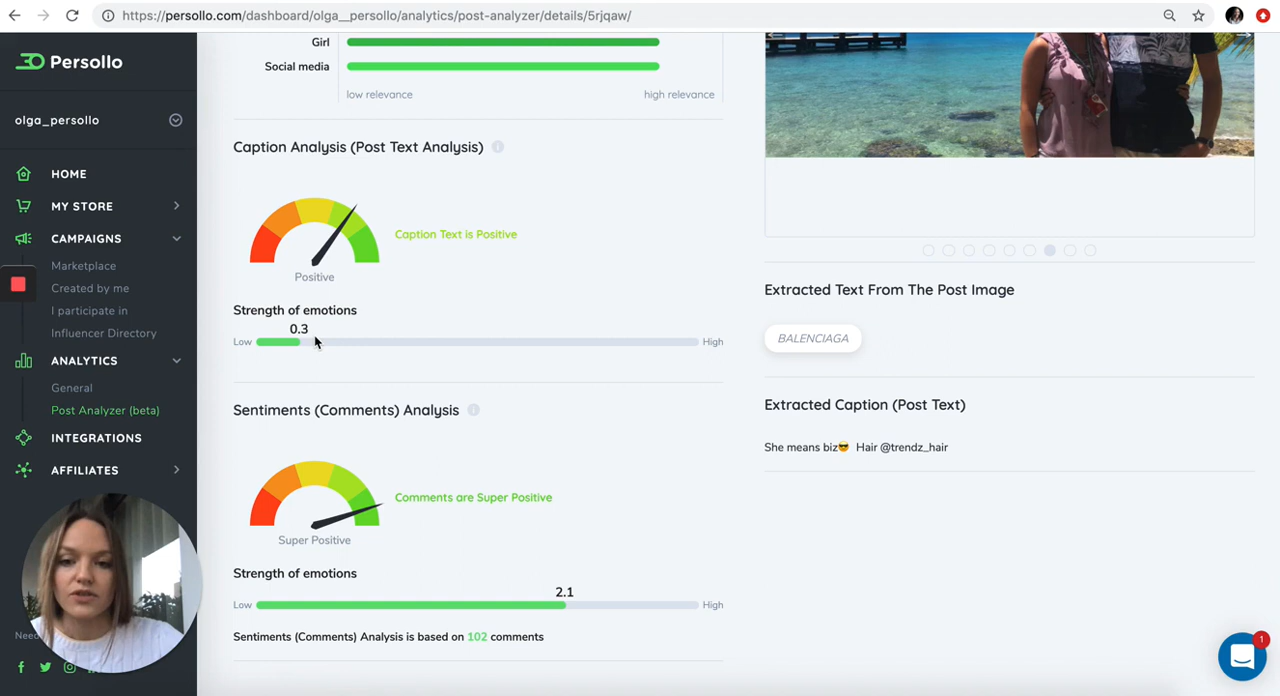 https://persollo.com/dashboard/olga__persollo/analytics/post-analyzer/details/5rjqaw/
Persollo
olga_persollo
HOME
MY STORE
CAMPAIGNS
Marketplace
Created by me
I participate in
Influencer Directory
ANALYTICS
General
Post Analyzer (beta)
INTEGRATIONS
AFFILIATES
Girl
Social media
low relevance high relevance
Caption Analysis (Post Text Analysis)
Caption Text is Positive
Positive
Strength of emotions
0.3
Low High
Sentiments (Comments) Analysis
Comments are Super Positive
Super Positive
Strength of emotions
2.1
Low High
Sentiments (Comments) Analysis is based on 102 comments
Extracted Text From The Post Image
BALENCIAGA
Extracted Caption (Post Text)
She means biz😎 Hair @trendz_hair
1